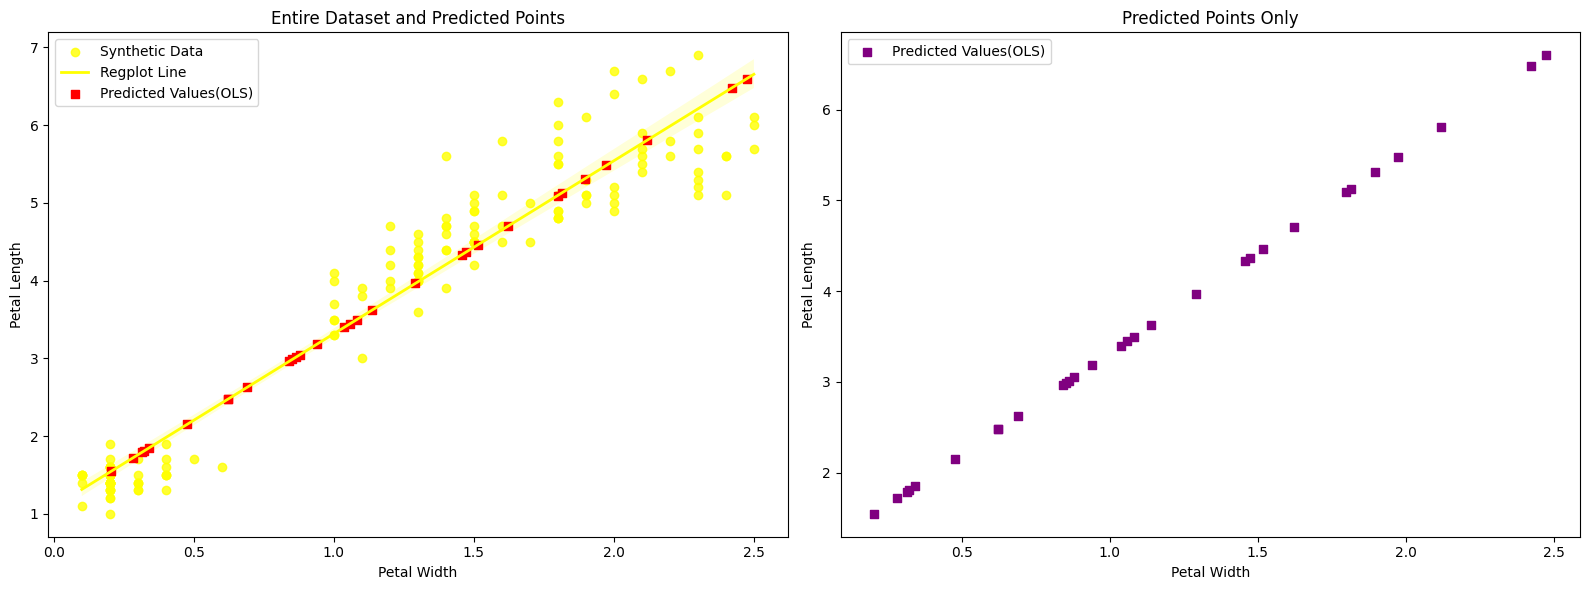 Entire Dataset and Predicted Points
Synthetic Data
Regplot Line
Predicted Values(OLS)
Petal Length
7
6
5
4
3
2
1
0.0 0.5 1.0 1.5 2.0 2.5
Petal Width
Predicted Points Only
Predicted Values(OLS)
Petal Length
6
5
4
3
2
0.5 1.0 1.5 2.0 2.5
Petal Width